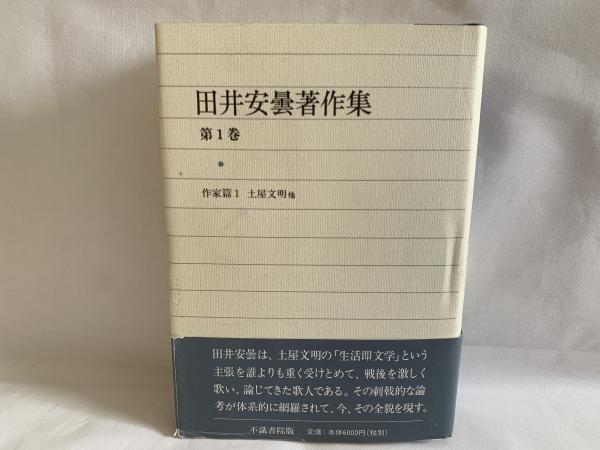 田井安曇著作集
第1巻
*
作家篇1 土屋文明他
田井安曇は、土屋文明の「生活即文学」という
主張を誰よりも重く受けとめて、戦後を激しく
歌い、論じてきた歌人である。その刺戟的な論
考が体系的に網羅されて、今、その全貌を現す。
不識書院版 定価：本体6000円（税別）